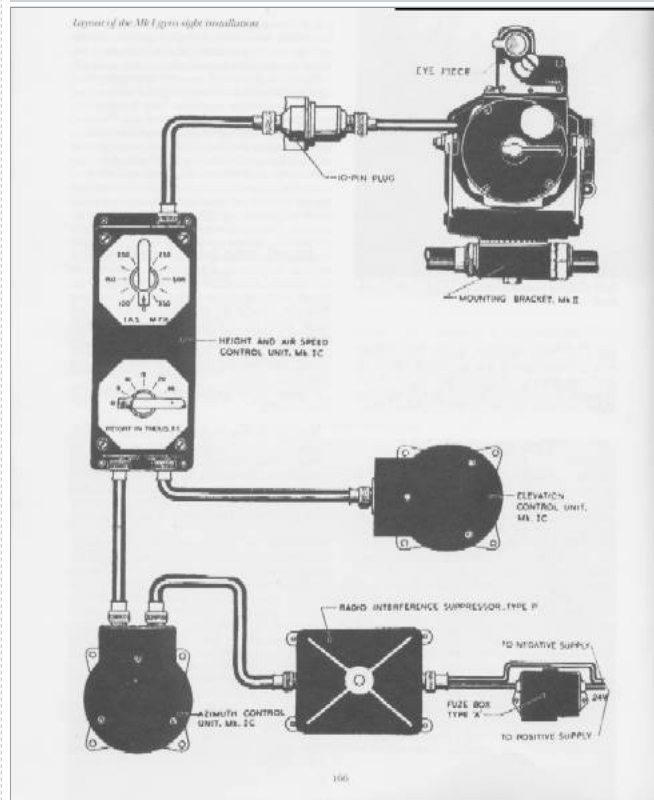 Layout of the Mk I gyro sight installation
EYE PIECE
10-PIN PLUG
MOUNTING BRACKET, Mk II
I.A.S. M.P.H.
HEIGHT AND AIR SPEED
CONTROL UNIT, Mk. IC
HEIGHT IN THOUS. FT.
ELEVATION
CONTROL UNIT,
Mk. IC
RADIO INTERFERENCE SUPPRESSOR, TYPE P
TO NEGATIVE SUPPLY
24V
FUZE BOX
TYPE 'A'
AZIMUTH CONTROL
UNIT, Mk. IC
TO POSITIVE SUPPLY
166